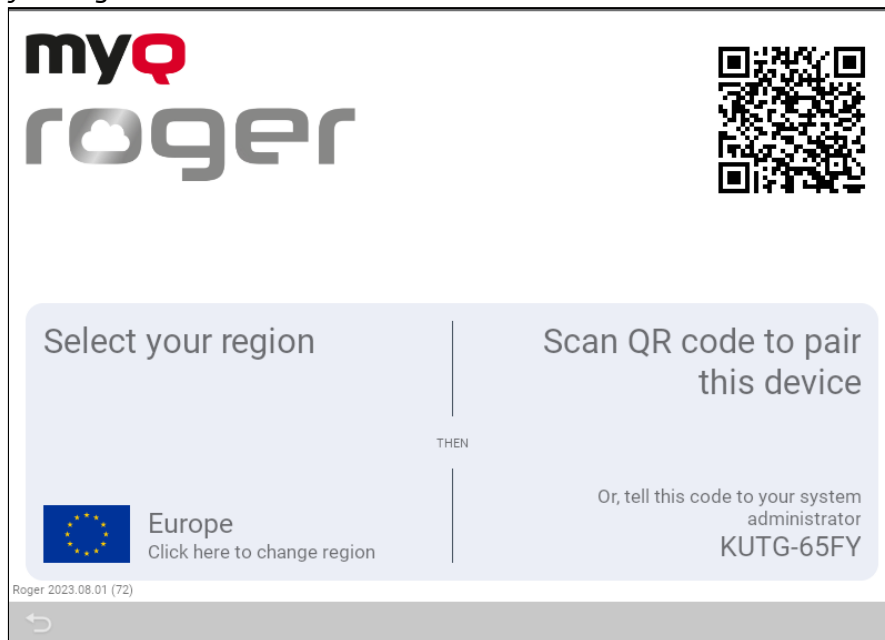 myQ
roger
Select your region
Scan QR code to pair
this device
THEN
Europe
Click here to change region
Or, tell this code to your system
administrator
KUTG-65FY
Roger 2023.08.01 (72)